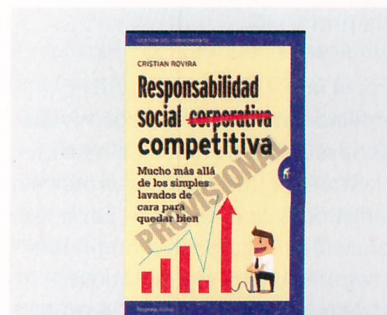 CRISTIAN ROVIRA
Responsabilidad
social corporativa
competitiva
Mucho más allá
de los simples
lavados de
cara para
quedar bien
PROVISIONAL